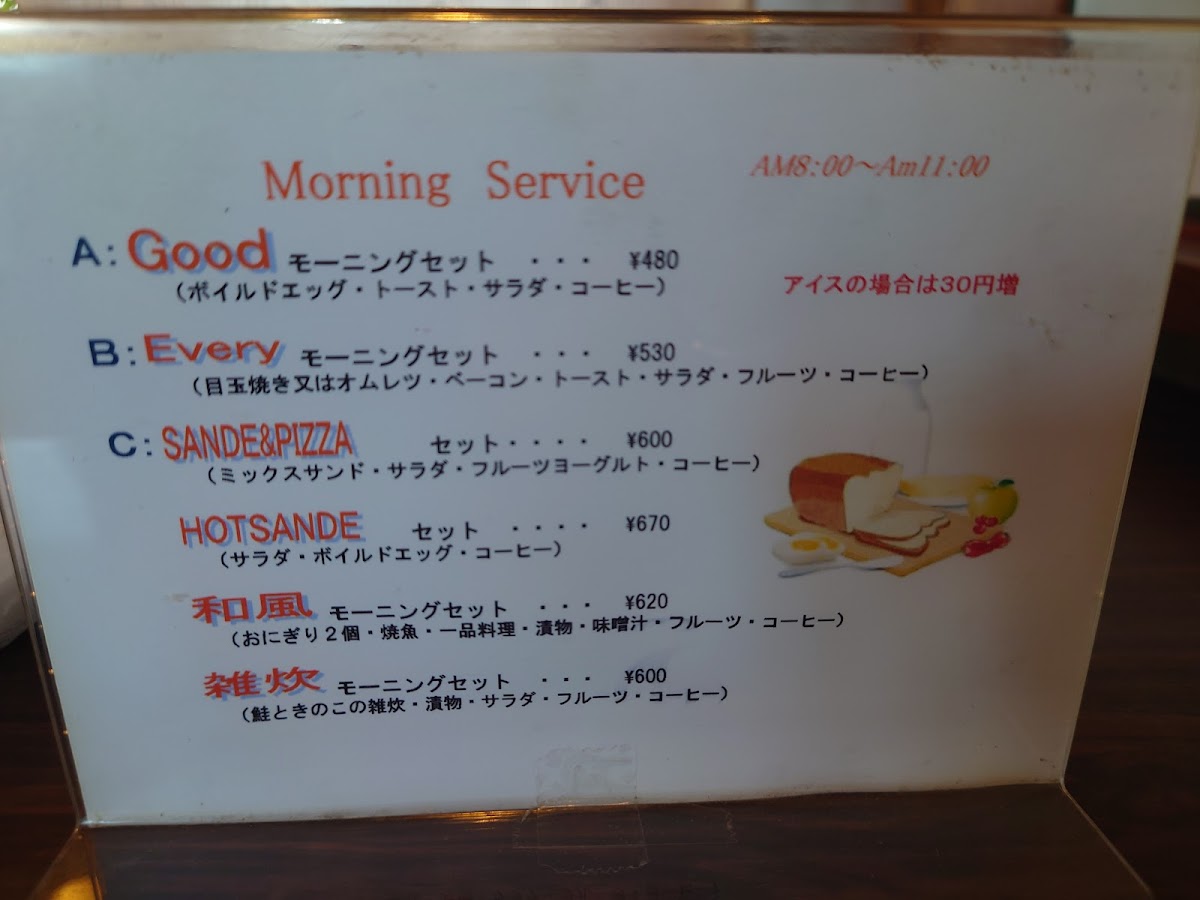 Morning Service
AM8:00～Am11:00
A:Good モーニングセット ・・・ ¥480
（ボイルドエッグ・トースト・サラダ・コーヒー）
アイスの場合は30円増
B:Every モーニングセット ・・・ ¥530
（目玉焼き又はオムレツ・ベーコン・トースト・サラダ・フルーツ・コーヒー）
C:SANDE&PIZZA セット・・・・ ¥600
（ミックスサンド・サラダ・フルーツヨーグルト・コーヒー）
HOTSANDE セット ・・・・ ¥670
（サラダ・ボイルドエッグ・コーヒー）
和風 モーニングセット ・・・ ¥620
（おにぎり２個・焼魚・一品料理・漬物・味噌汁・フルーツ・コーヒー）
雑炊 モーニングセット ・・・ ¥600
（鮭ときのこの雑炊・漬物・サラダ・フルーツ・コーヒー）